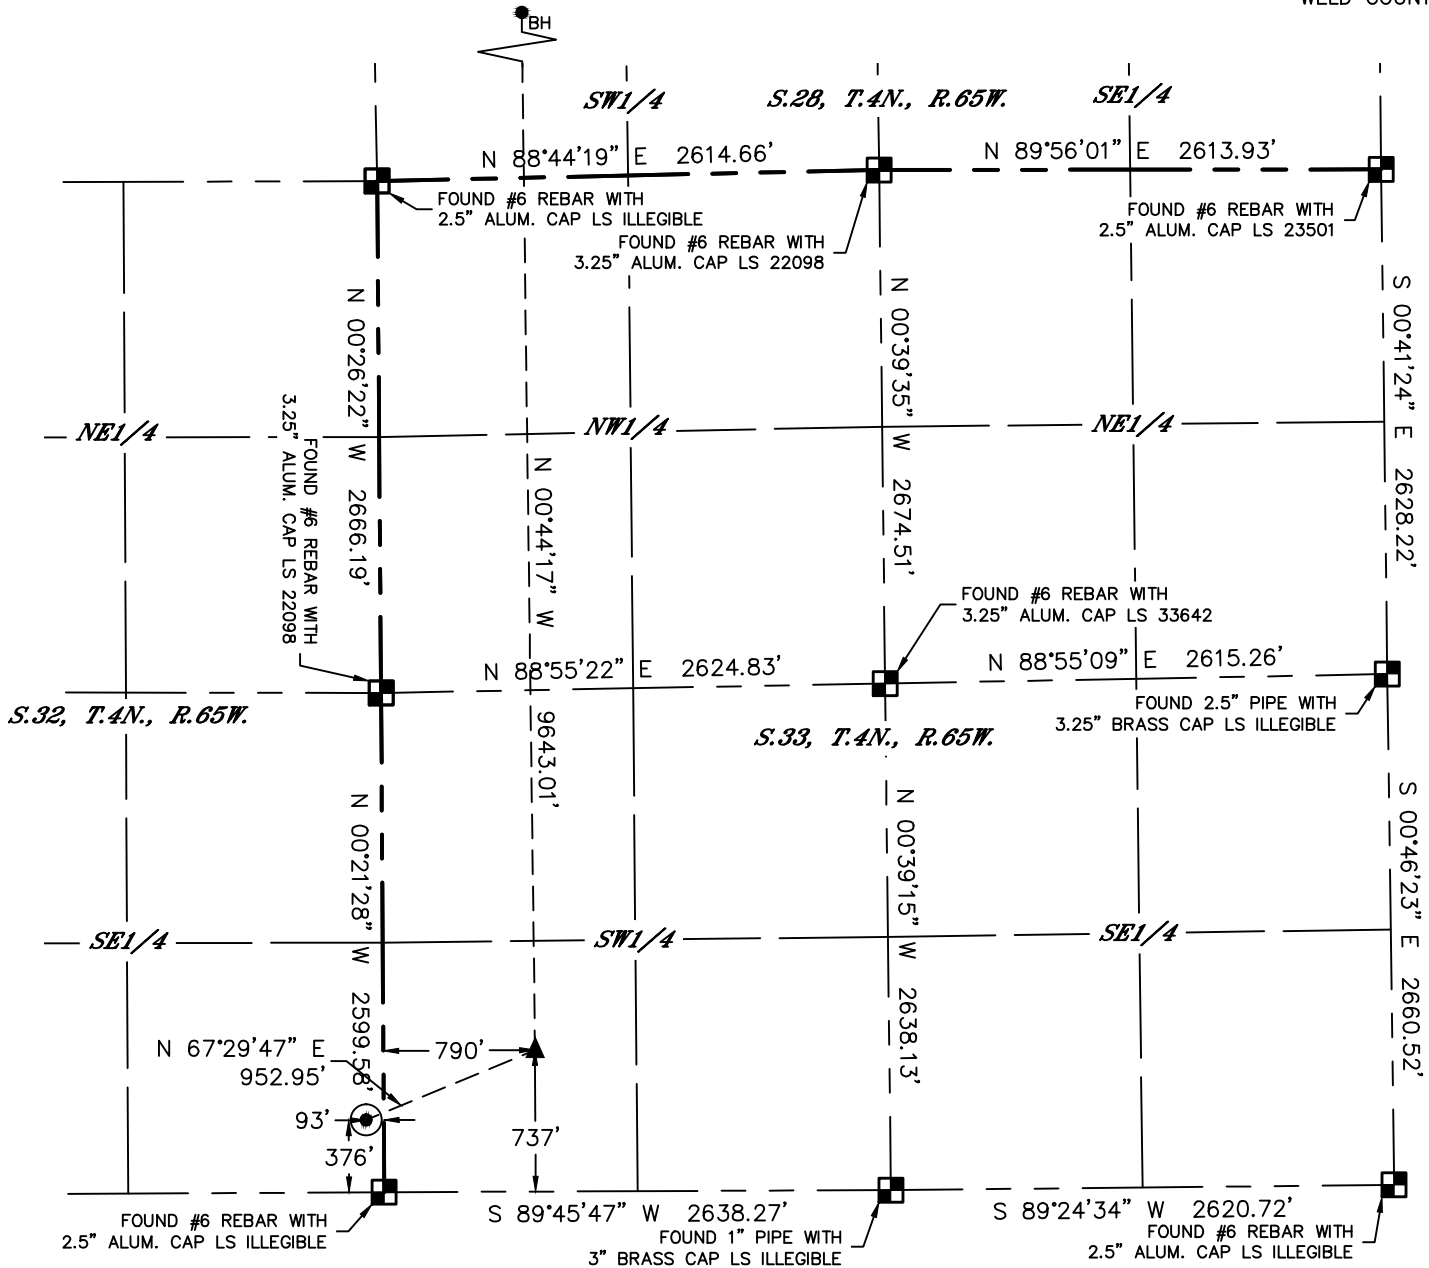 WELD COUNT
BH
SW1/4
S.28, T.4N., R.65W.
SE1/4
N 88°44'19" E 2614.66'
N 89°56'01" E 2613.93'
FOUND #6 REBAR WITH
2.5" ALUM. CAP LS ILLEGIBLE
FOUND #6 REBAR WITH
3.25" ALUM. CAP LS 22098
FOUND #6 REBAR WITH
2.5" ALUM. CAP LS 23501
N 00°26'22" W 2666.19'
N 00°39'35" W 2674.51'
S 00°41'24" E 2628.22'
NE1/4
NW1/4
NE1/4
FOUND #6 REBAR WITH
3.25" ALUM. CAP LS 22098
N 00°44'17" W 9643.01'
FOUND #6 REBAR WITH
3.25" ALUM. CAP LS 33642
N 88°55'22" E 2624.83'
N 88°55'09" E 2615.26'
S.32, T.4N., R.65W.
FOUND 2.5" PIPE WITH
3.25" BRASS CAP LS ILLEGIBLE
S.33, T.4N., R.65W.
N 00°21'28" W 2599.58'
N 00°39'15" W 2638.13'
S 00°46'23" E 2660.52'
SE1/4
SW1/4
SE1/4
N 67°29'47" E
952.95'
790'
93'
376'
737'
S 89°45'47" W 2638.27'
S 89°24'34" W 2620.72'
FOUND #6 REBAR WITH
2.5" ALUM. CAP LS ILLEGIBLE
FOUND 1" PIPE WITH
3" BRASS CAP LS ILLEGIBLE
FOUND #6 REBAR WITH
2.5" ALUM. CAP LS ILLEGIBLE